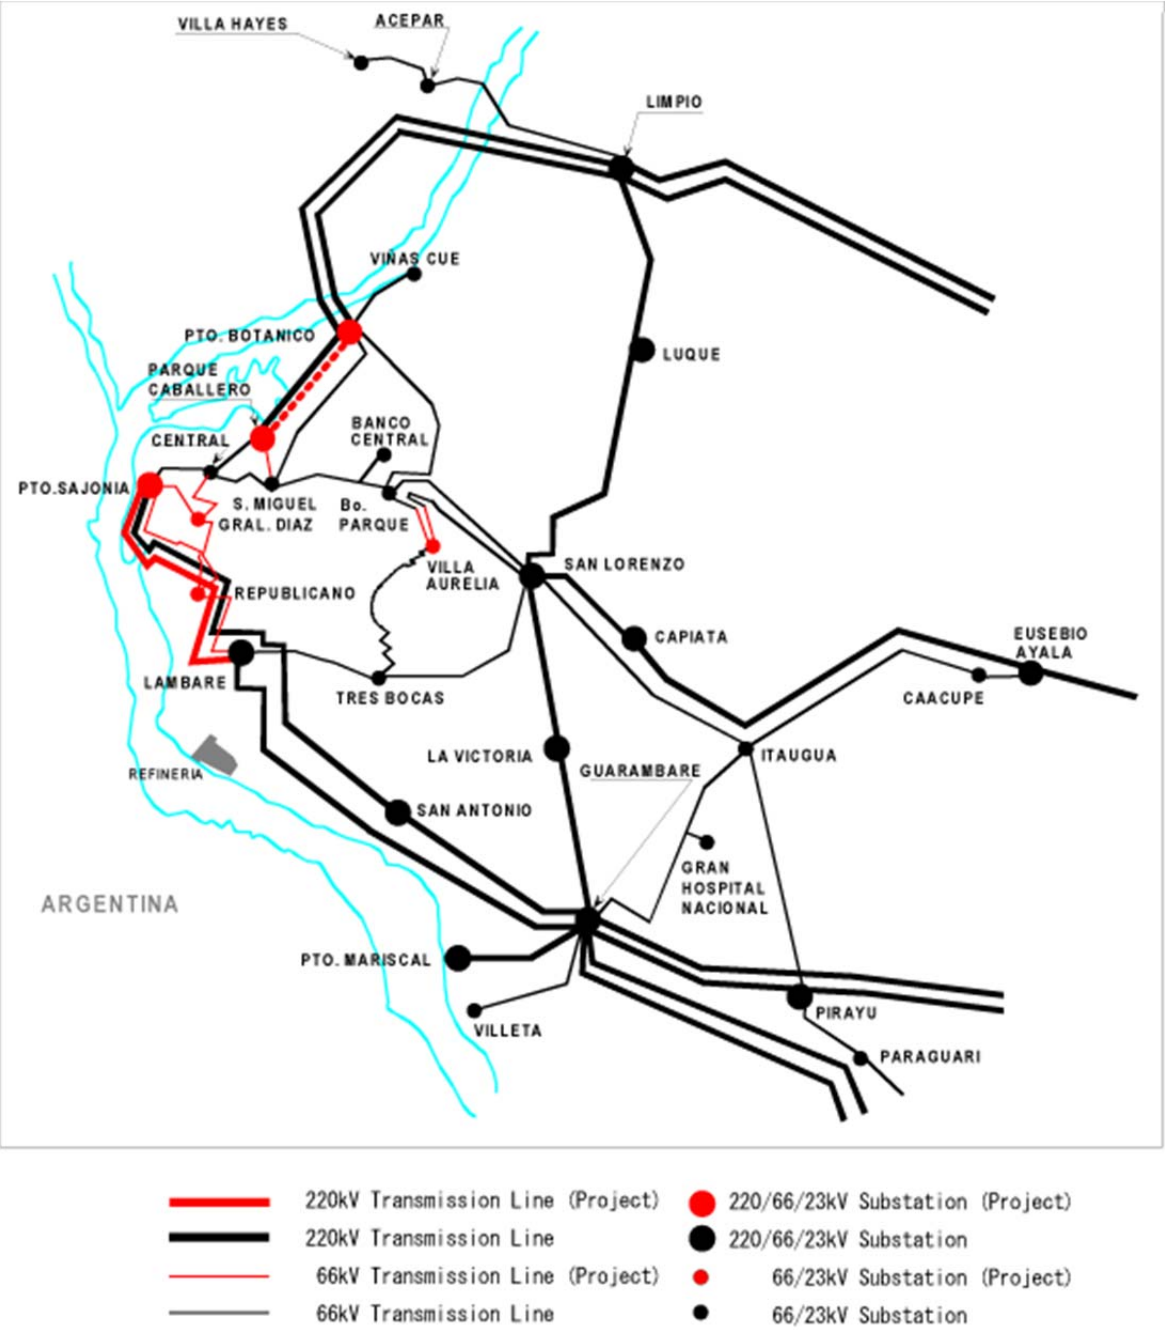 VILLA HAYES
ACEPAR
LIMPIO
VIÑAS CUE
PTO. BOTANICO
LUQUE
PARQUE
CABALLERO
BANCO
CENTRAL
CENTRAL
PTO.SAJONIA
S. MIGUEL
GRAL. DIAZ
Bo.
PARQUE
VILLA
AURELIA
SAN LORENZO
REPUBLICANO
CAPIATA
EUSEBIO
AYALA
LAMBARE
TRES BOCAS
CAACUPE
LA VICTORIA
ITAUGUA
GUARAMBARE
REFINERIA
SAN ANTONIO
GRAN
HOSPITAL
NACIONAL
ARGENTINA
PTO. MARISCAL
PIRAYU
VILLETA
PARAGUARI
220kV Transmission Line (Project)
220/66/23kV Substation (Project)
220kV Transmission Line
220/66/23kV Substation
66kV Transmission Line (Project)
66/23kV Substation (Project)
66kV Transmission Line
66/23kV Substation